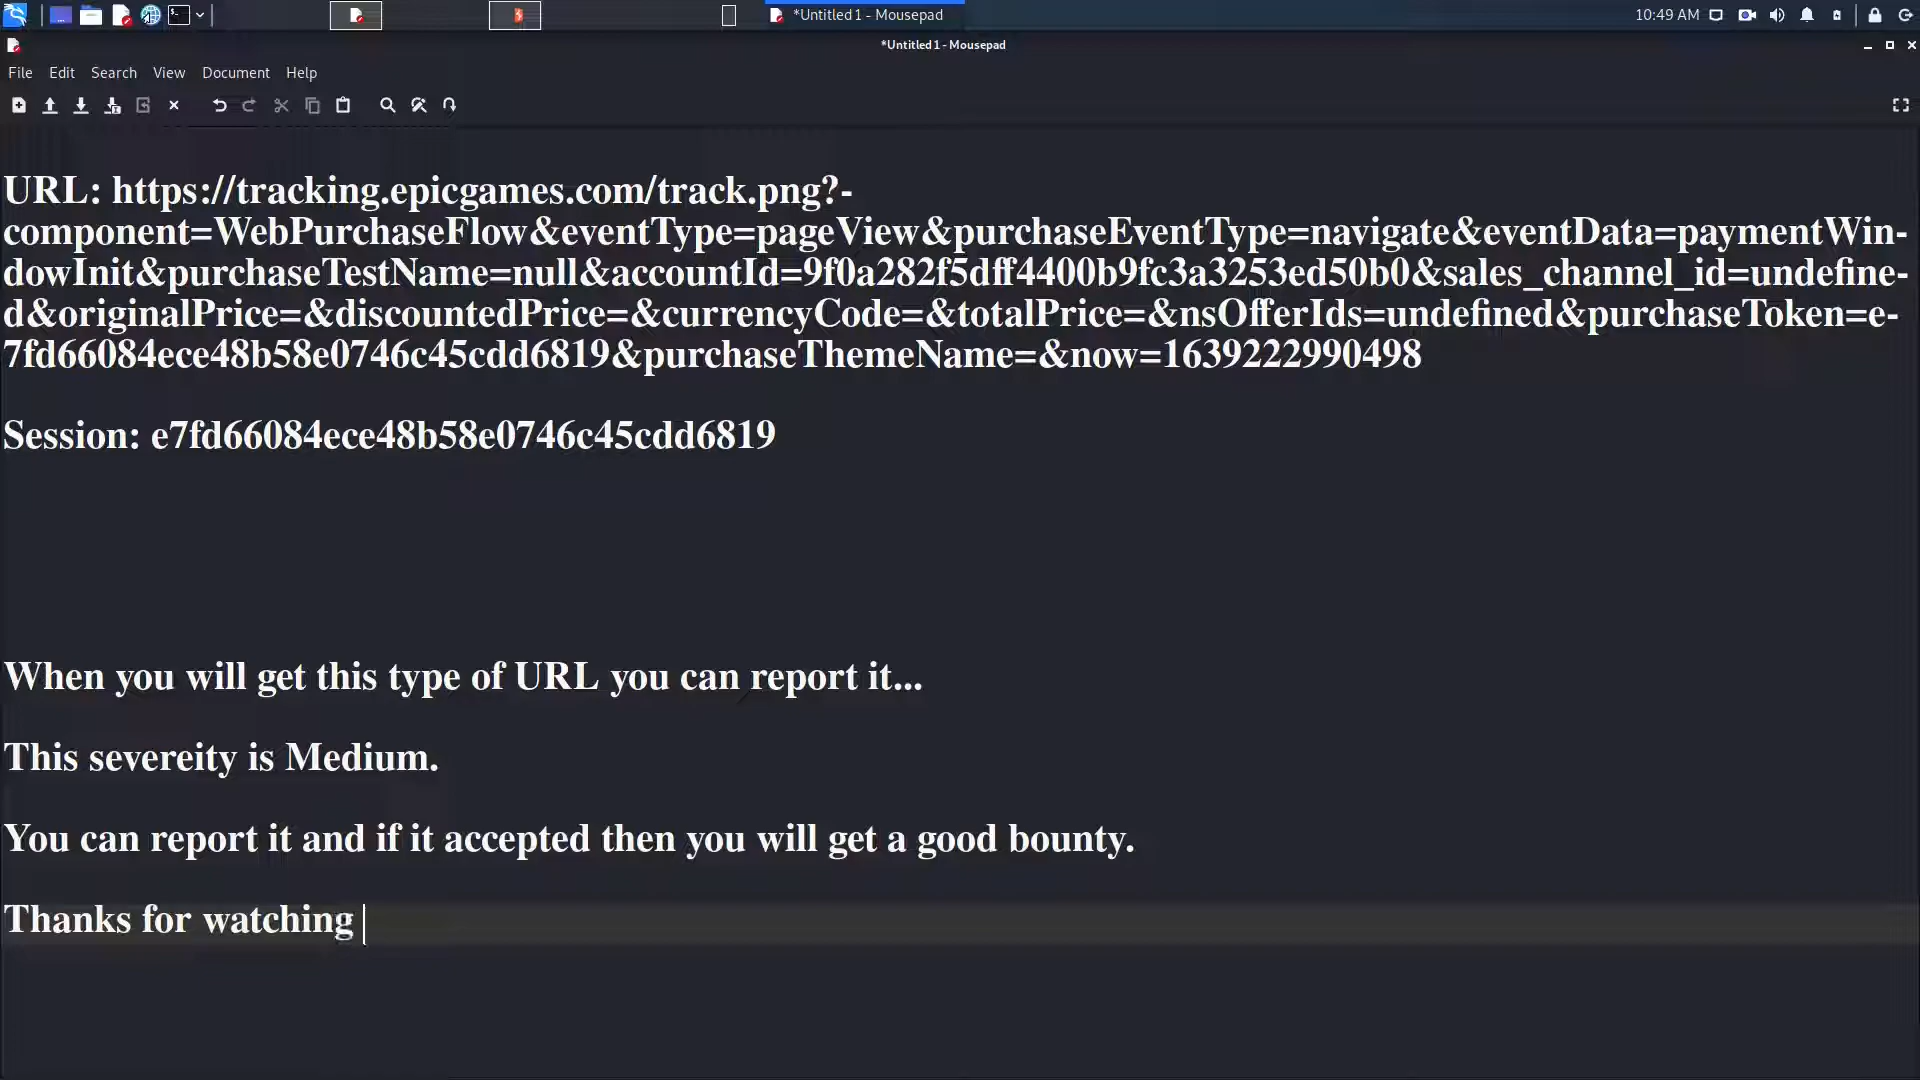 *Untitled 1 - Mousepad
10:49 AM
*Untitled 1 - Mousepad
File Edit Search View Document Help
URL: https://tracking.epicgames.com/track.png?-
component=WebPurchaseFlow&eventType=pageView&purchaseEventType=navigate&eventData=paymentWin-
dowInit&purchaseTestName=null&accountId=9f0a282f5dff4400b9fc3a3253ed50b0&sales_channel_id=undefine-
d&originalPrice=&discountedPrice=&currencyCode=&totalPrice=&nsOfferIds=undefined&purchaseToken=e-
7fd66084ece48b58e0746c45cdd6819&purchaseThemeName=&now=1639222990498
Session: e7fd66084ece48b58e0746c45cdd6819
When you will get this type of URL you can report it...
This severeity is Medium.
You can report it and if it accepted then you will get a good bounty.
Thanks for watching